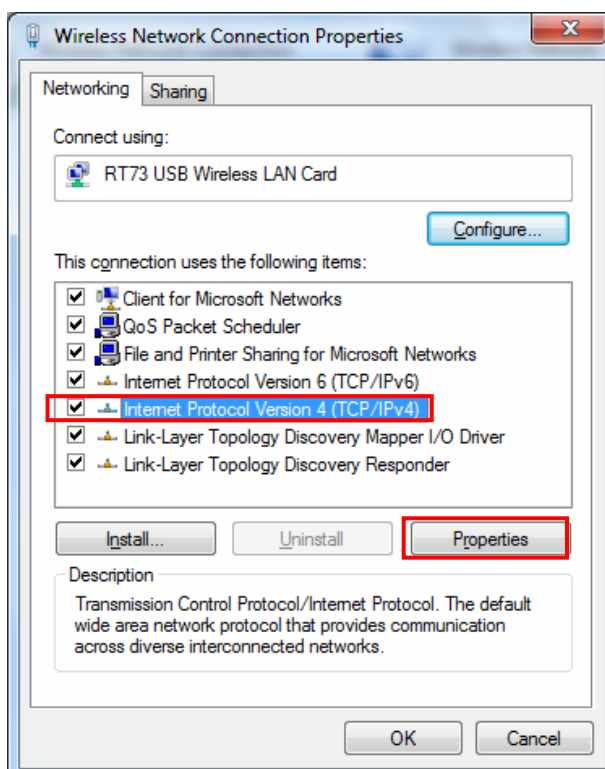 Wireless Network Connection Properties
Networking
Sharing
Connect using:
RT73 USB Wireless LAN Card
Configure...
This connection uses the following items:
Client for Microsoft Networks
QoS Packet Scheduler
File and Printer Sharing for Microsoft Networks
Internet Protocol Version 6 (TCP/IPv6)
Internet Protocol Version 4 (TCP/IPv4)
Link-Layer Topology Discovery Mapper I/O Driver
Link-Layer Topology Discovery Responder
Install...
Uninstall
Properties
Description
Transmission Control Protocol/Internet Protocol. The default
wide area network protocol that provides communication
across diverse interconnected networks.
OK
Cancel